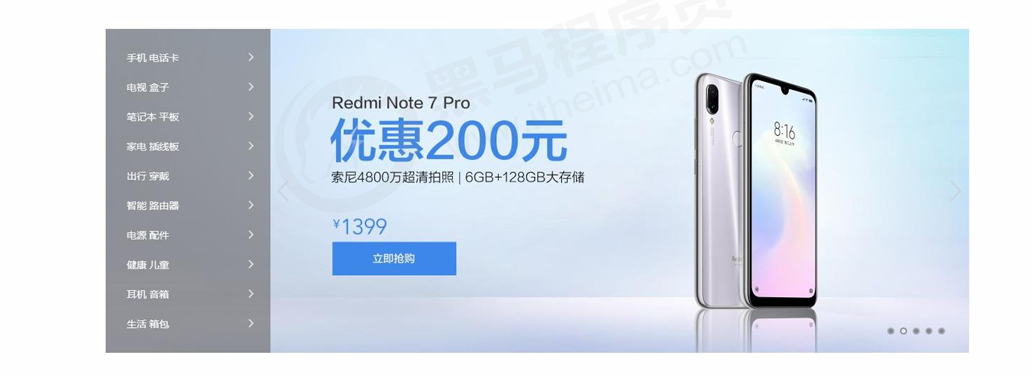 黑马程序员
itheima.com
手机 电话卡
电视 盒子
笔记本 平板
家电 插线板
出行 穿戴
智能 路由器
电源 配件
健康 儿童
耳机 音箱
生活 箱包
Redmi Note 7 Pro
优惠200元
索尼4800万超清拍照 | 6GB+128GB大存储
¥1399
立即抢购
8:16